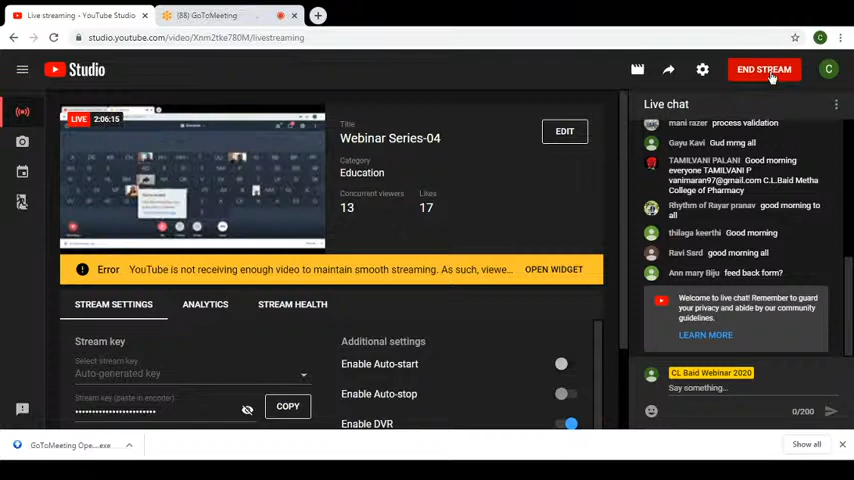 Live streaming - YouTube Studio
(88) GoToMeeting
studio.youtube.com/video/Xnm2tke780M/livestreaming
Studio
END STREAM
C
LIVE 2:06:15
Title
Webinar Series-04
EDIT
Category
Education
Concurrent viewers
Likes
13
17
Error YouTube is not receiving enough video to maintain smooth streaming. As such, viewe...
OPEN WIDGET
STREAM SETTINGS
ANALYTICS
STREAM HEALTH
Stream key
Select stream key
Auto-generated key
Stream key (paste in encoder)
COPY
Additional settings
Enable Auto-start
Enable Auto-stop
Enable DVR
Live chat
mani razer process validation
Gayu Kavi Gud mrng all
TAMILVANI PALANI Good morning
everyone TAMILVANI P
vanimaran97@gmail.com C.L.Baid Metha
College of Pharmacy
Rhythm of Rayar pranav good morning to
all
thilaga keerthi Good morning
Ravi Ssrd good morning all
Ann mary Biju feed back form?
Welcome to live chat! Remember to guard
your privacy and abide by our community
guidelines.
LEARN MORE
CL Baid Webinar 2020
Say something...
0/200
GoToMeeting Ope....exe
Show all